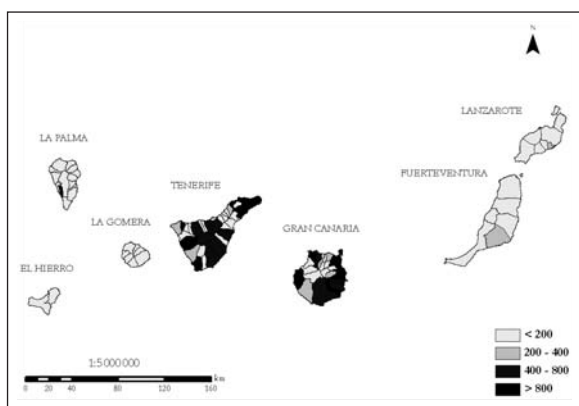 N
LANZAROTE
LA PALMA
FUERTEVENTURA
TENERIFE
LA GOMERA
GRAN CANARIA
EL HIERRO
< 200
200 - 400
400 - 800
> 800
1:5 000 000
km
0 20 40 80 120 160